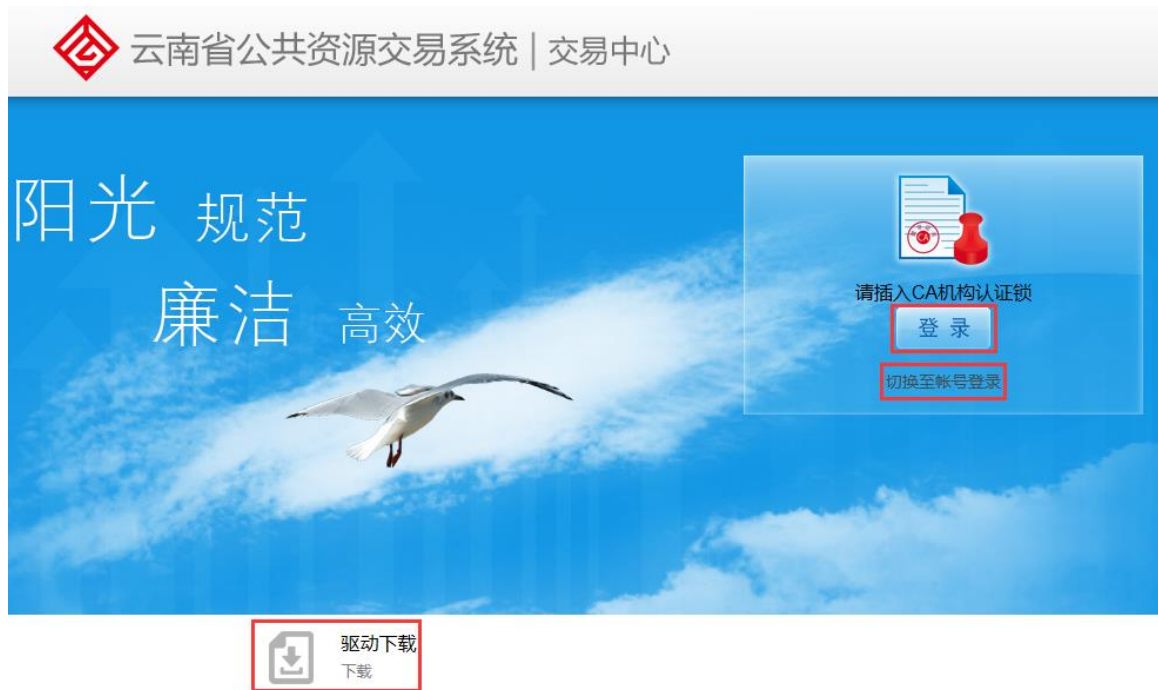 云南省公共资源交易系统 | 交易中心
阳光 规范
廉洁 高效
CA
请插入CA机构认证锁
登 录
切换至帐号登录
驱动下载
下载